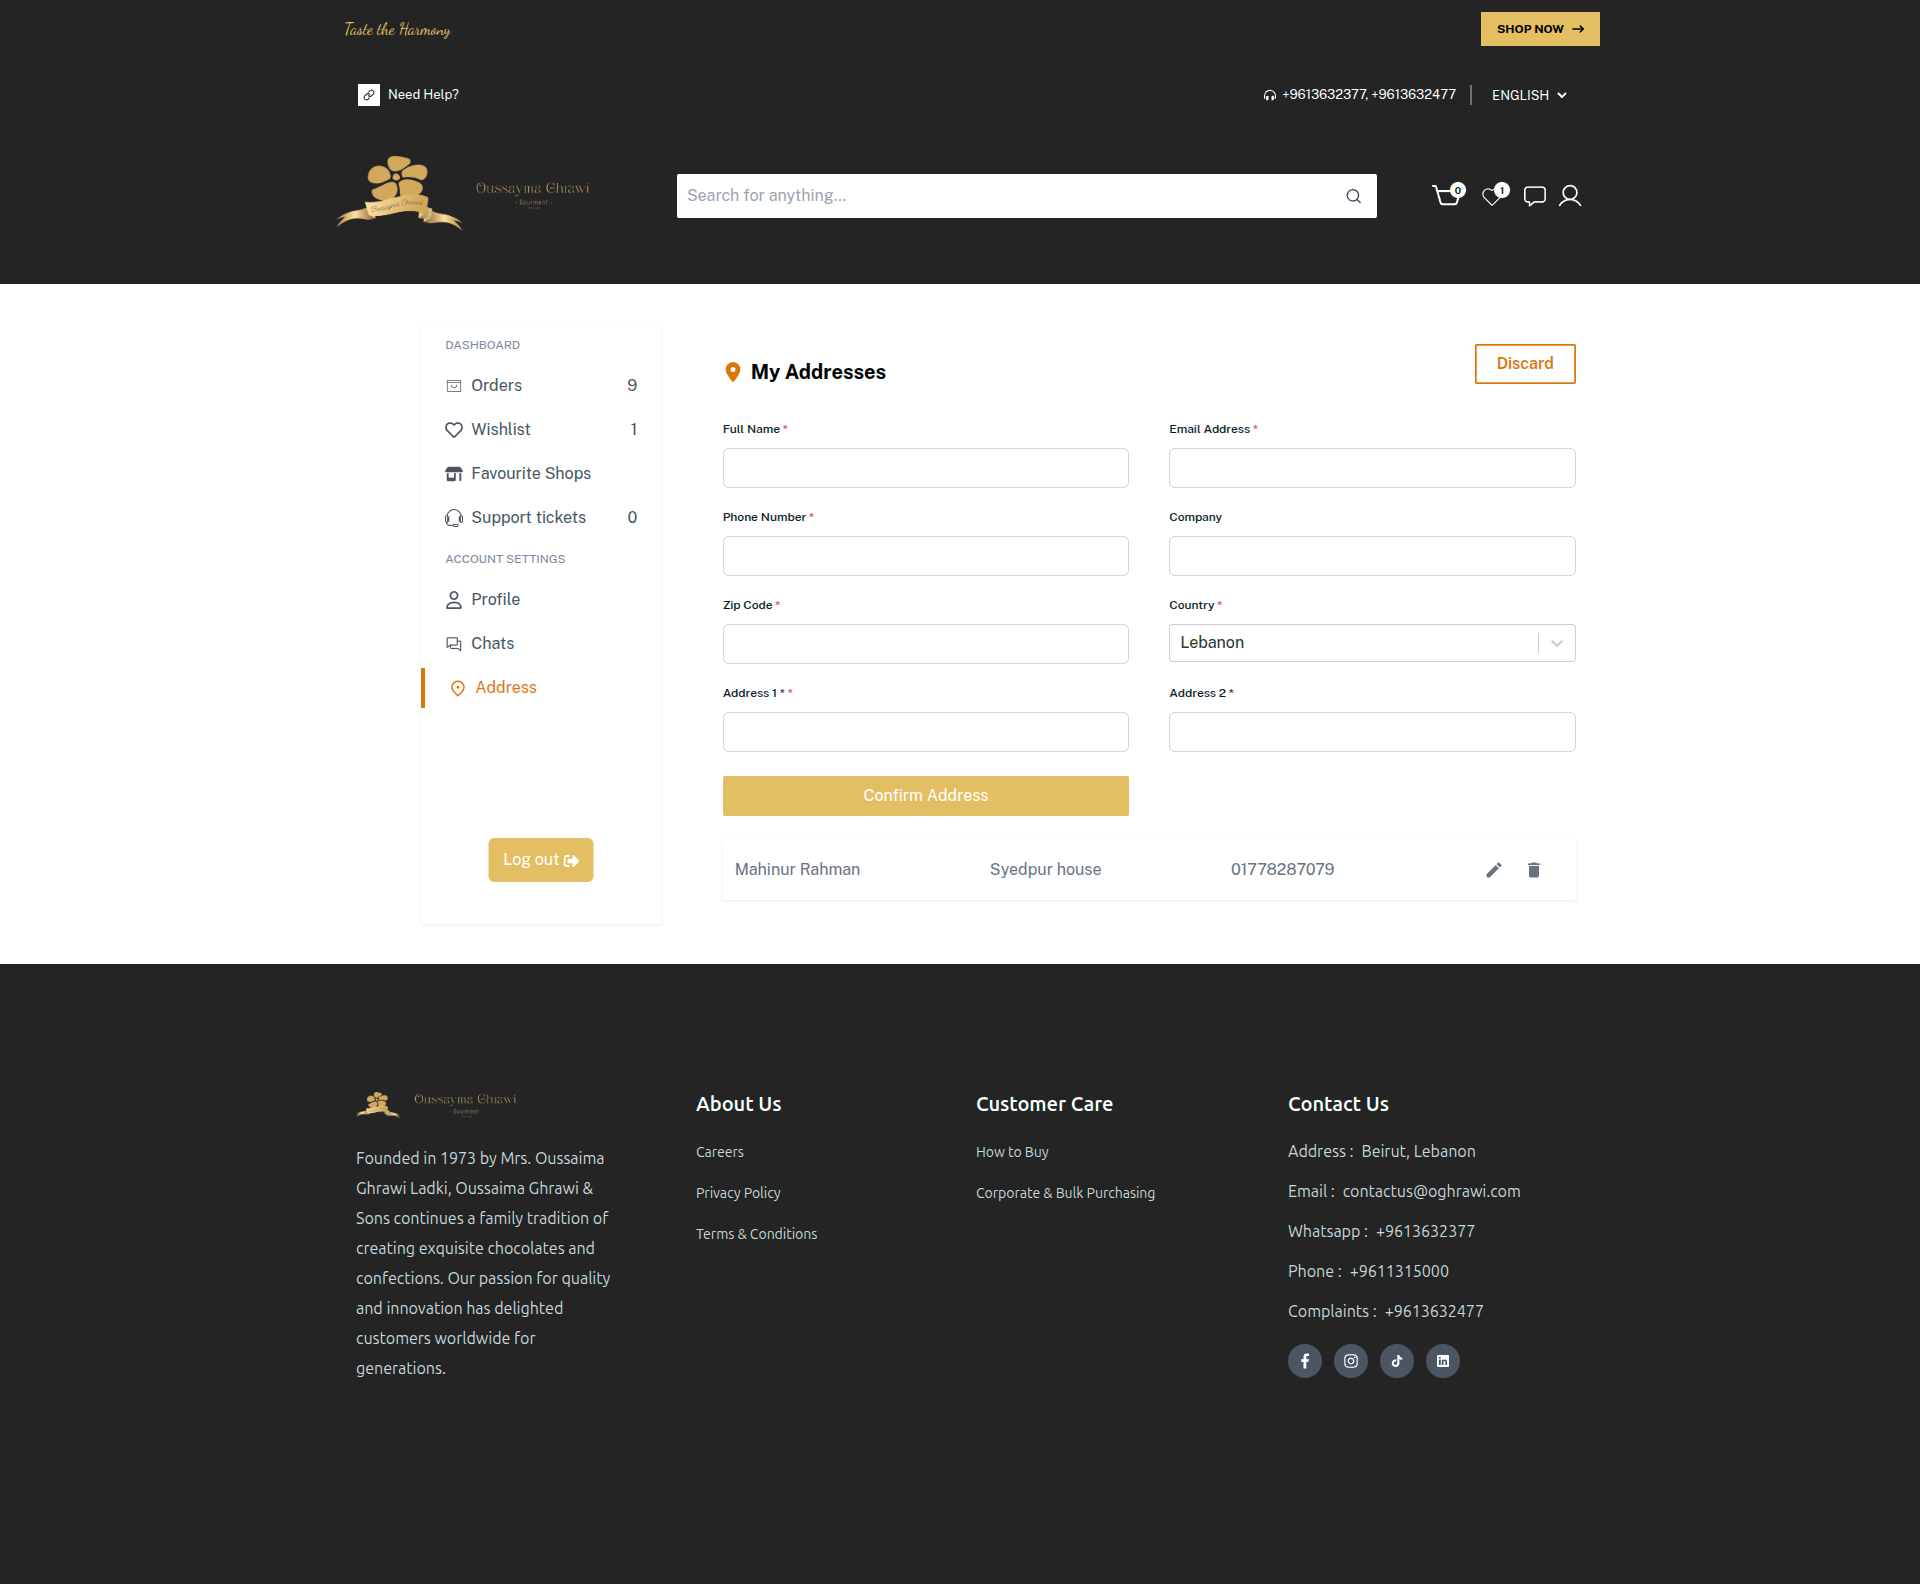 Taste the Harmony
SHOP NOW
Need Help?
+9613632377, +9613632477
ENGLISH
Oussayma Ghrawi
Oussayma Ghrawi
- Gourment -
Search for anything...
0
1
DASHBOARD
Orders 9
Wishlist 1
Favourite Shops
Support tickets 0
ACCOUNT SETTINGS
Profile
Chats
Address
Log out
My Addresses
Discard
Full Name *
Email Address *
Phone Number *
Company
Zip Code *
Country *
Lebanon
Address 1 * *
Address 2 *
Confirm Address
Mahinur Rahman Syedpur house 01778287079
Oussayma Ghrawi
- Gourment -
Founded in 1973 by Mrs. Oussaima
Ghrawi Ladki, Oussaima Ghrawi &
Sons continues a family tradition of
creating exquisite chocolates and
confections. Our passion for quality
and innovation has delighted
customers worldwide for
generations.
About Us
Careers
Privacy Policy
Terms & Conditions
Customer Care
How to Buy
Corporate & Bulk Purchasing
Contact Us
Address : Beirut, Lebanon
Email : contactus@oghrawi.com
Whatsapp : +9613632377
Phone : +9611315000
Complaints : +9613632477